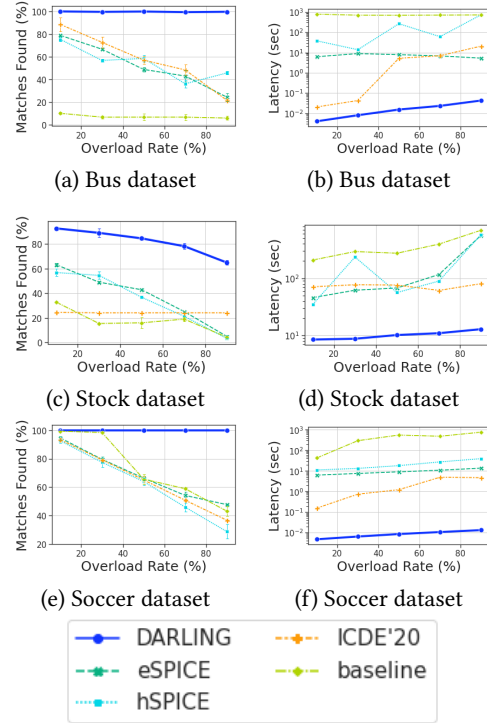 Matches Found (%)
100
80
60
40
20
0
20 40 60 80
Overload Rate (%)
(a) Bus dataset
Latency (sec)
10³
10²
10¹
10⁰
10⁻¹
10⁻²
20 40 60 80
Overload Rate (%)
(b) Bus dataset
Matches Found (%)
80
60
40
20
0
20 40 60 80
Overload Rate (%)
(c) Stock dataset
Latency (sec)
10²
10¹
20 40 60 80
Overload Rate (%)
(d) Stock dataset
Matches Found (%)
100
80
60
40
20
20 40 60 80
Overload Rate (%)
(e) Soccer dataset
Latency (sec)
10³
10²
10¹
10⁰
10⁻¹
10⁻²
20 40 60 80
Overload Rate (%)
(f) Soccer dataset
DARLING
eSPICE
hSPICE
ICDE'20
baseline